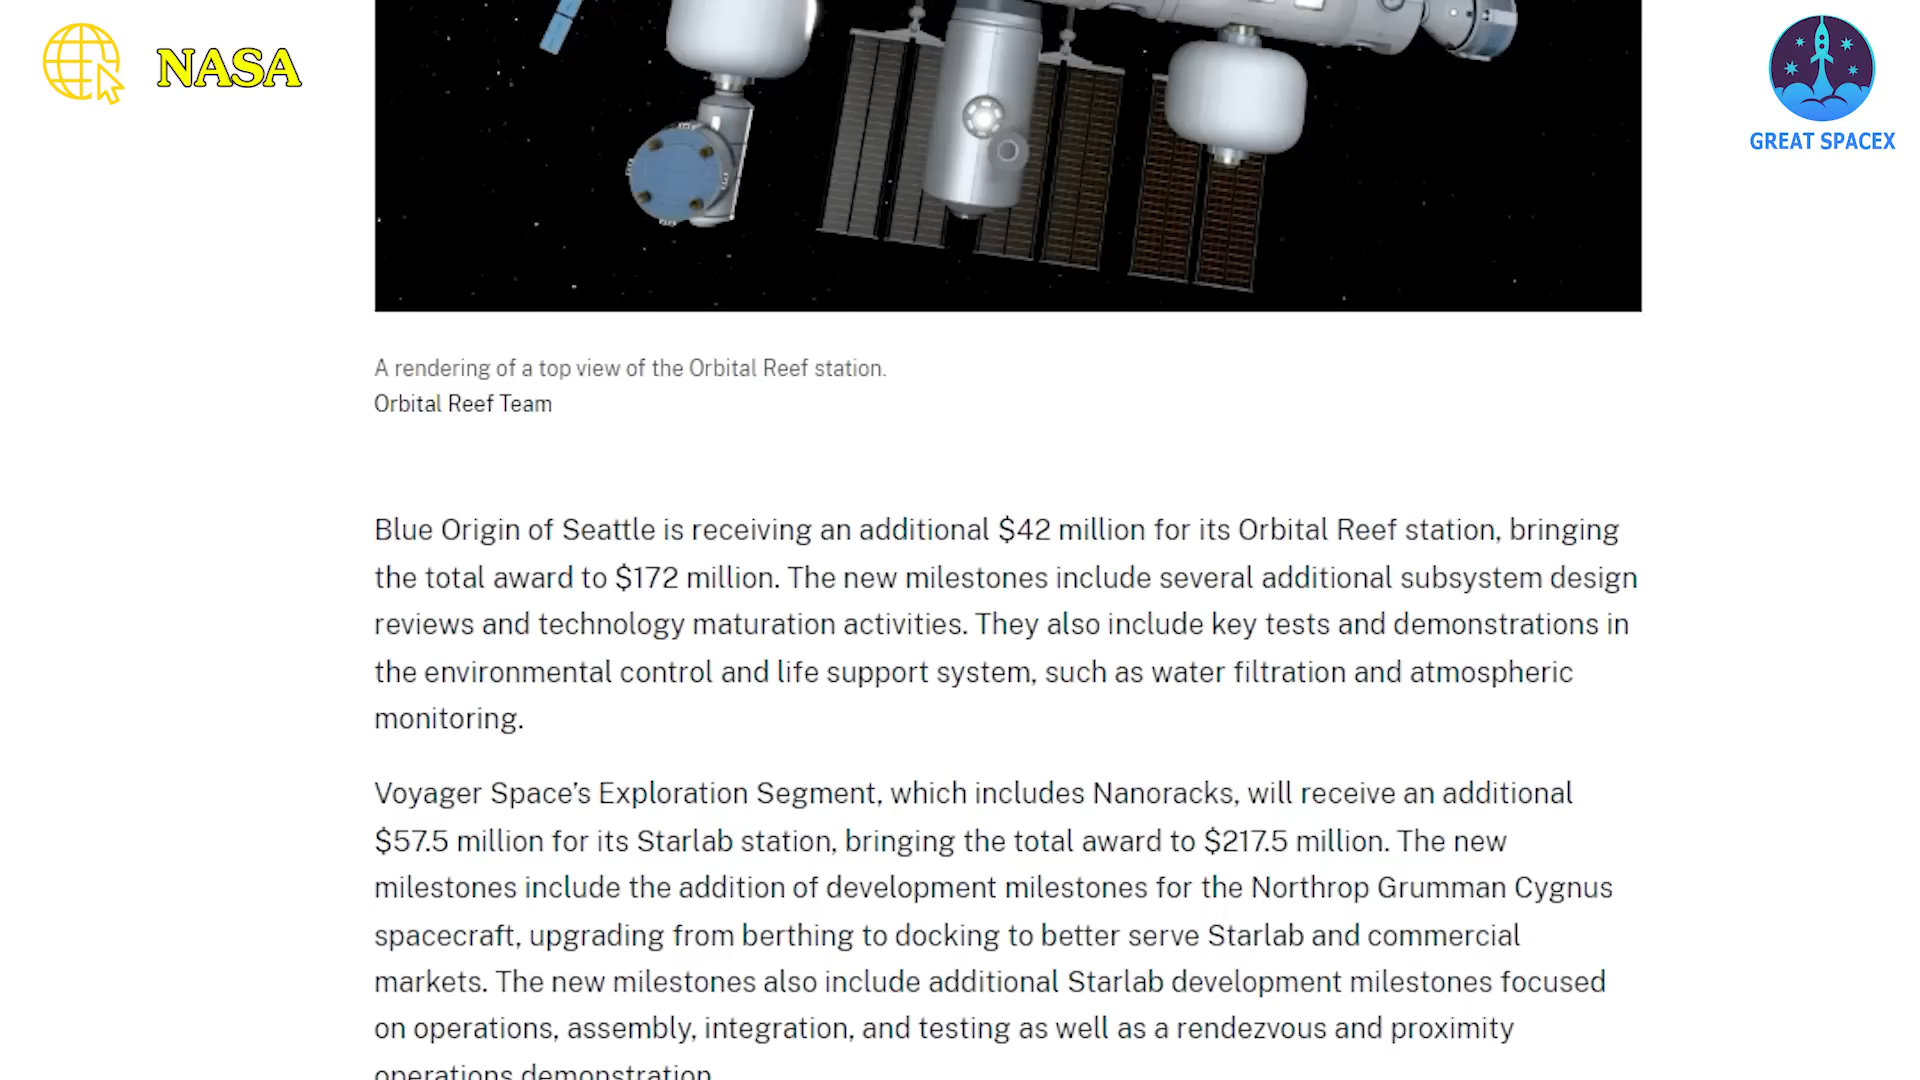 NASA
GREAT SPACEX
A rendering of a top view of the Orbital Reef station.
Orbital Reef Team
Blue Origin of Seattle is receiving an additional $42 million for its Orbital Reef station, bringing
the total award to $172 million. The new milestones include several additional subsystem design
reviews and technology maturation activities. They also include key tests and demonstrations in
the environmental control and life support system, such as water filtration and atmospheric
monitoring.
Voyager Space’s Exploration Segment, which includes Nanoracks, will receive an additional
$57.5 million for its Starlab station, bringing the total award to $217.5 million. The new
milestones include the addition of development milestones for the Northrop Grumman Cygnus
spacecraft, upgrading from berthing to docking to better serve Starlab and commercial
markets. The new milestones also include additional Starlab development milestones focused
on operations, assembly, integration, and testing as well as a rendezvous and proximity
operations demonstration.